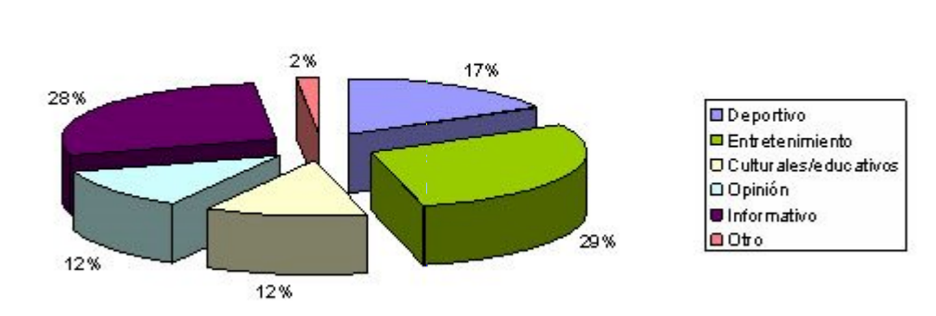 2%
17%
28%
29%
12%
12%
Deportivo
Entretenimiento
Culturales/educativos
Opinión
Informativo
Otro